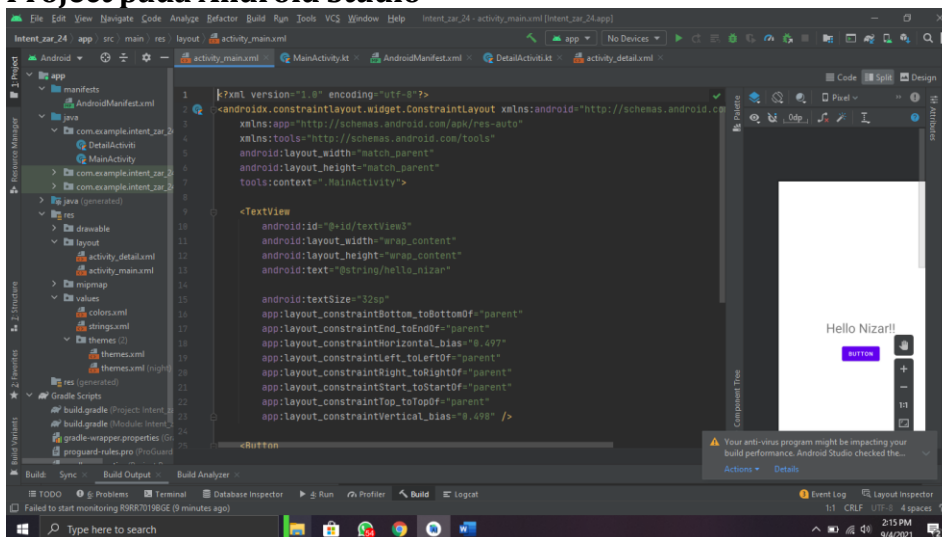 Project pada Android Studio
File Edit View Navigate Code Analyze Refactor Build Run Tools VCS Window Help Intent_zar_24 - activity_main.xml [Intent_zar_24.app]
Intent_zar_24 app src main res layout activity_main.xml app No Devices
Android activity_main.xml MainActivity.kt AndroidManifest.xml DetailActiviti.kt activity_detail.xml
Code Split Design
app
manifests
AndroidManifest.xml
java
com.example.intent_zar_2
DetailActiviti
MainActivity
com.example.intent_zar_2
com.example.intent_zar_2
java (generated)
res
drawable
layout
activity_detail.xml
activity_main.xml
mipmap
values
colors.xml
strings.xml
themes (2)
themes.xml
themes.xml (night)
res (generated)
Gradle Scripts
build.gradle (Project: Intent_z
build.gradle (Module: Intent_
gradle-wrapper.properties (Gr
proguard-rules.pro (ProGuard
1 <?xml version="1.0" encoding="utf-8"?>
2 <androidx.constraintlayout.widget.ConstraintLayout xmlns:android="http://schemas.android.com
3 xmlns:app="http://schemas.android.com/apk/res-auto"
4 xmlns:tools="http://schemas.android.com/tools"
5 android:layout_width="match_parent"
6 android:layout_height="match_parent"
7 tools:context=".MainActivity">
8
9 <TextView
10 android:id="@+id/textView3"
11 android:layout_width="wrap_content"
12 android:layout_height="wrap_content"
13 android:text="@string/hello_nizar"
14
15 android:textSize="32sp"
16 app:layout_constraintBottom_toBottomOf="parent"
17 app:layout_constraintEnd_toEndOf="parent"
18 app:layout_constraintHorizontal_bias="0.497"
19 app:layout_constraintLeft_toLeftOf="parent"
20 app:layout_constraintRight_toRightOf="parent"
21 app:layout_constraintStart_toStartOf="parent"
22 app:layout_constraintTop_toTopOf="parent"
23 app:layout_constraintVertical_bias="0.498" />
24
25 <Button
Pixel
0dp
Hello Nizar!!
BUTTON
1:1
1: Project
Resource Manager
Z: Structure
2: Favorites
Build Variants
Palette
Component Tree
Attributes
Your anti-virus program might be impacting your
build performance. Android Studio checked the...
Actions Details
Build: Sync Build Output Build Analyzer
TODO 6: Problems Terminal Database Inspector 4: Run Profiler Build Logcat Event Log Layout Inspector
Failed to start monitoring R9RR7019BGE (9 minutes ago) 1:1 CRLF UTF-8 4 spaces
Type here to search
2:15 PM
9/4/2021